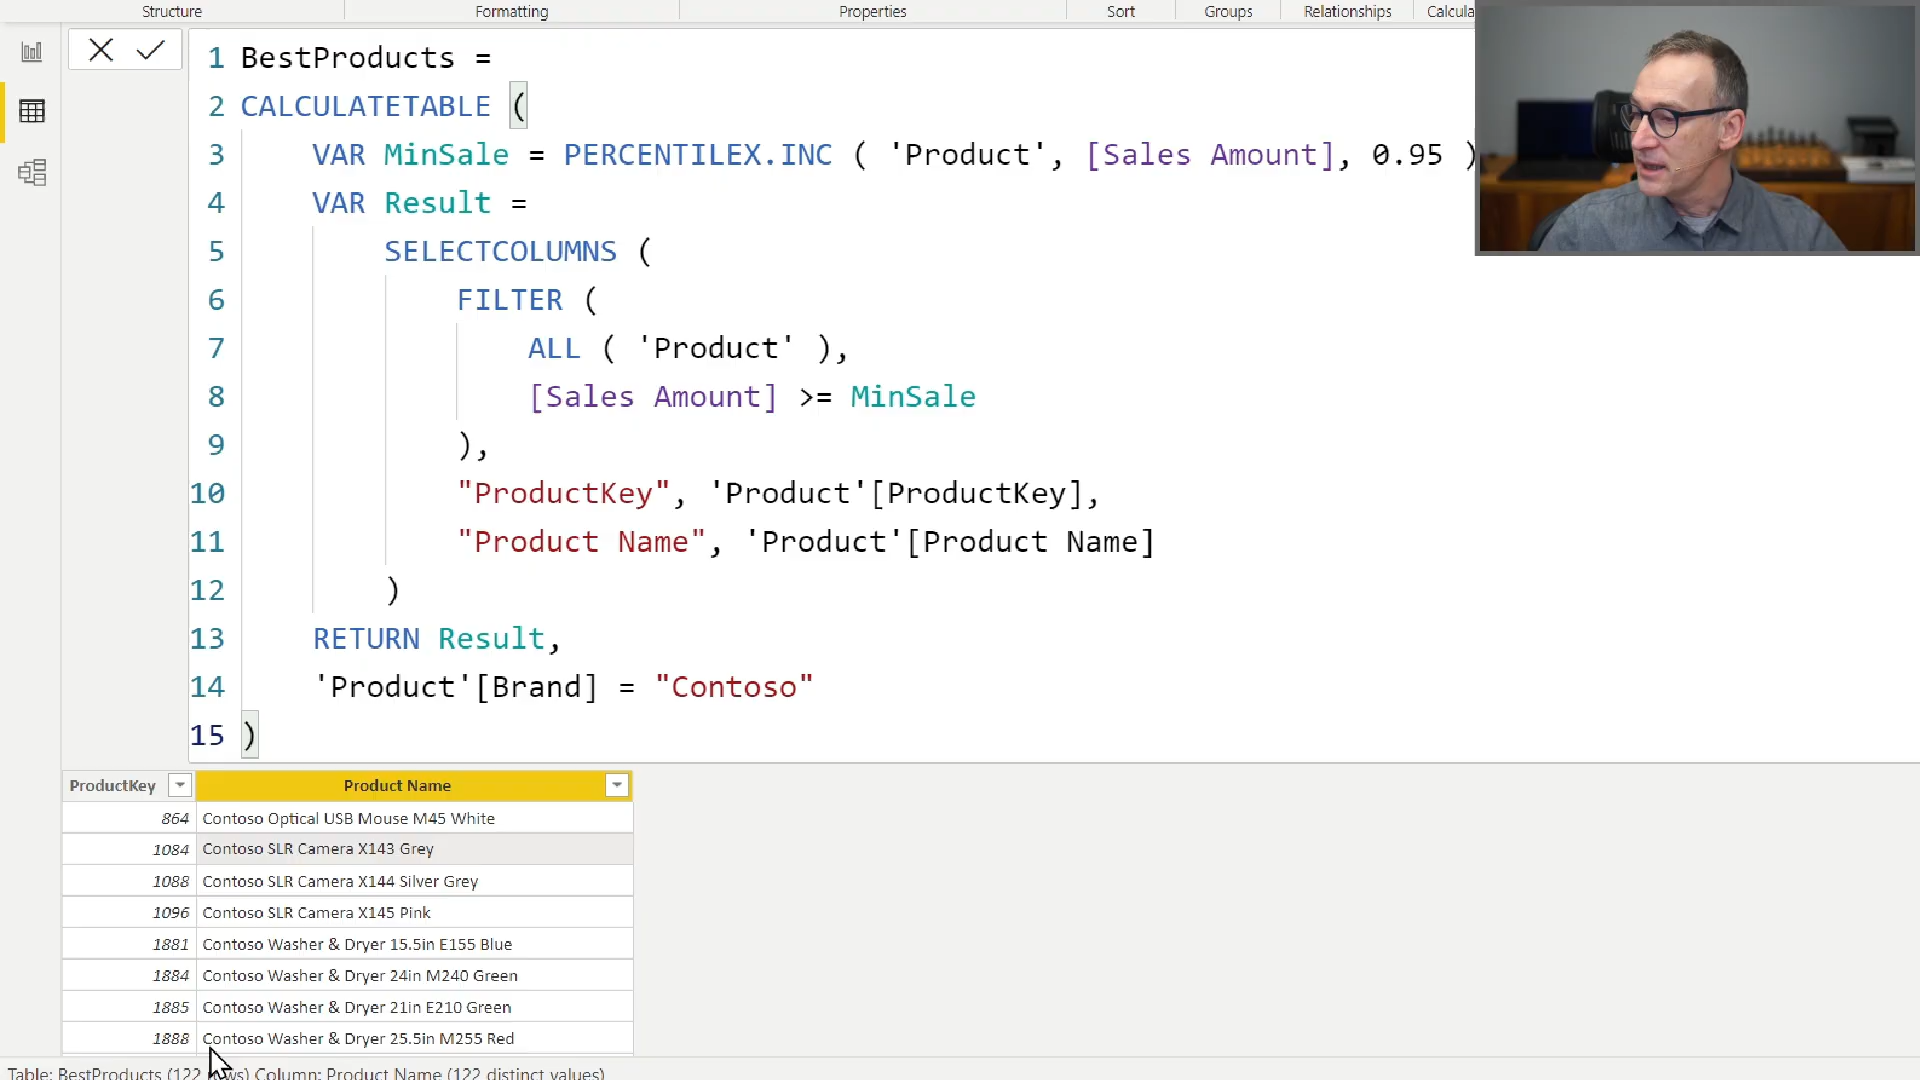 Structure Formatting Properties Sort Groups Relationships Calcula
1 BestProducts =
2 CALCULATETABLE (
3 VAR MinSale = PERCENTILEX.INC ( 'Product', [Sales Amount], 0.95 )
4 VAR Result =
5 SELECTCOLUMNS (
6 FILTER (
7 ALL ( 'Product' ),
8 [Sales Amount] >= MinSale
9 ),
10 "ProductKey", 'Product'[ProductKey],
11 "Product Name", 'Product'[Product Name]
12 )
13 RETURN Result,
14 'Product'[Brand] = "Contoso"
15 )
ProductKey Product Name
864 Contoso Optical USB Mouse M45 White
1084 Contoso SLR Camera X143 Grey
1088 Contoso SLR Camera X144 Silver Grey
1096 Contoso SLR Camera X145 Pink
1881 Contoso Washer & Dryer 15.5in E155 Blue
1884 Contoso Washer & Dryer 24in M240 Green
1885 Contoso Washer & Dryer 21in E210 Green
1888 Contoso Washer & Dryer 25.5in M255 Red
Table: BestProducts (122 rows) Column: Product Name (122 distinct values)